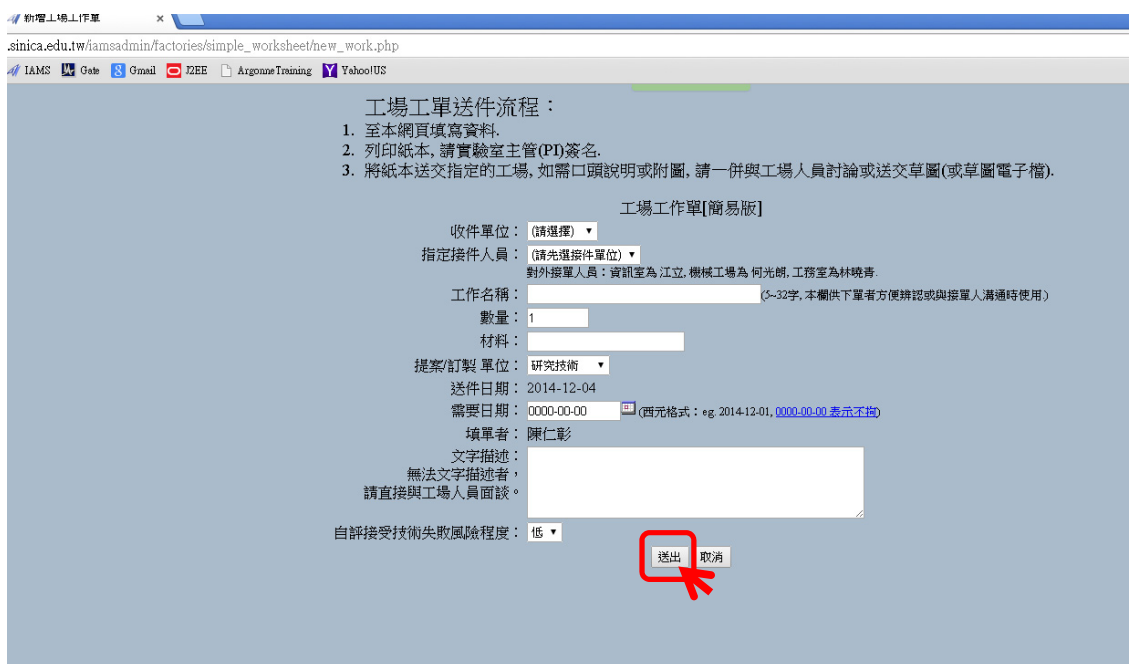 新增工場工作單 ×
.sinica.edu.tw/iamsadmin/factories/simple_worksheet/new_work.php
IAMS Gate Gmail J2EE ArgonneTraining Yahoo!US
工場工單送件流程：
1. 至本網頁填寫資料.
2. 列印紙本, 請實驗室主管(PI)簽名.
3. 將紙本送交指定的工場, 如需口頭說明或附圖, 請一併與工場人員討論或送交草圖(或草圖電子檔).
工場工作單[簡易版]
收件單位： (請選擇)
指定接件人員： (請先選接件單位)
對外接單人員：資訊室為 江立, 機械工場為 何光朗, 工務室為林曉青.
工作名稱： (5~32字, 本欄供下單者方便辨認或與接單人溝通時使用.)
數量： 1
材料：
提案/訂製 單位： 研究技術
送件日期： 2014-12-04
需要日期： 0000-00-00 (西元格式：eg. 2014-12-01, 0000-00-00 表示不拘)
填單者： 陳仁彰
文字描述：
無法文字描述者，
請直接與工場人員面談。
自評接受技術失敗風險程度： 低
送出 取消